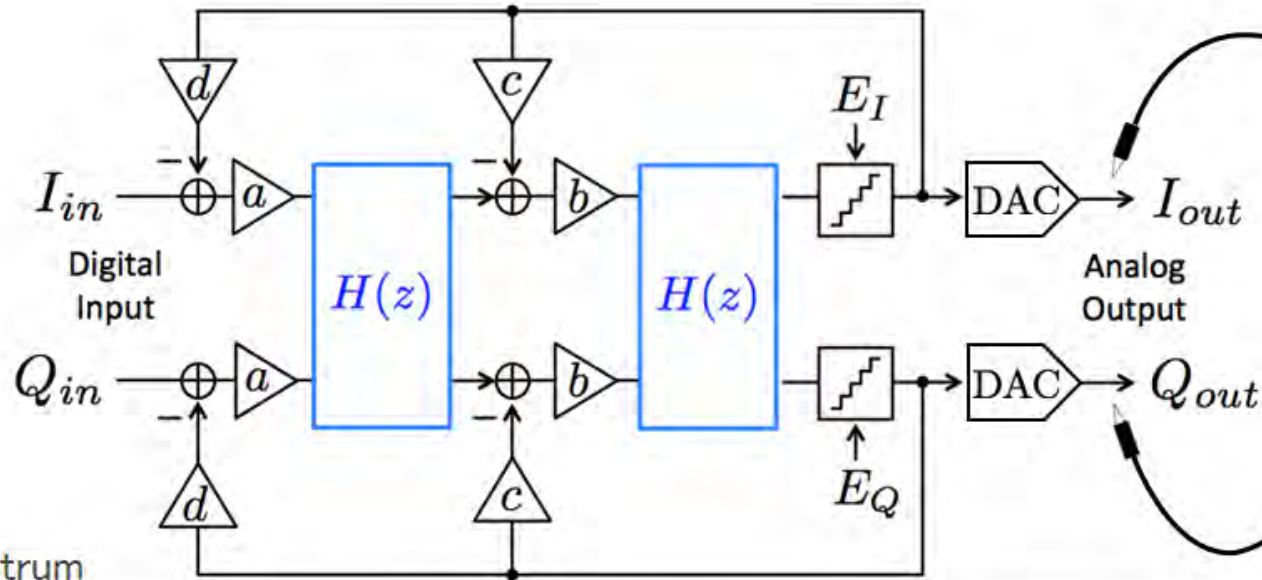 d
c
E_I
I_in
a
b
DAC
I_out
Digital
Input
H(z)
H(z)
Analog
Output
Q_in
a
b
DAC
Q_out
d
c
E_Q
trum